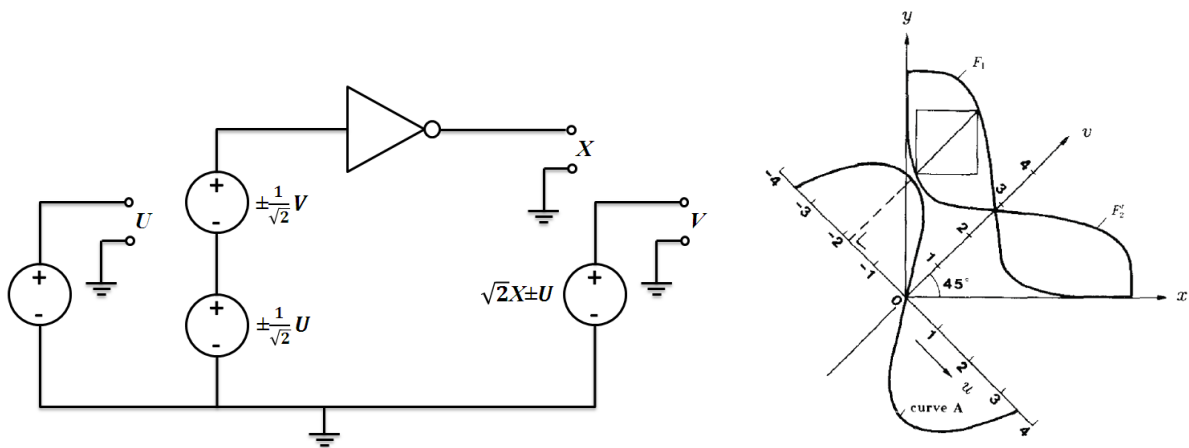 ±1/√2 V
U
X
V
±1/√2 U
√2X±U
+
-
+
-
+
-
+
-
y
F₁
υ
-4
-3
-2
-1
4
3
2
1
F₂'
0
45°
x
1
2
3
4
u
curve A